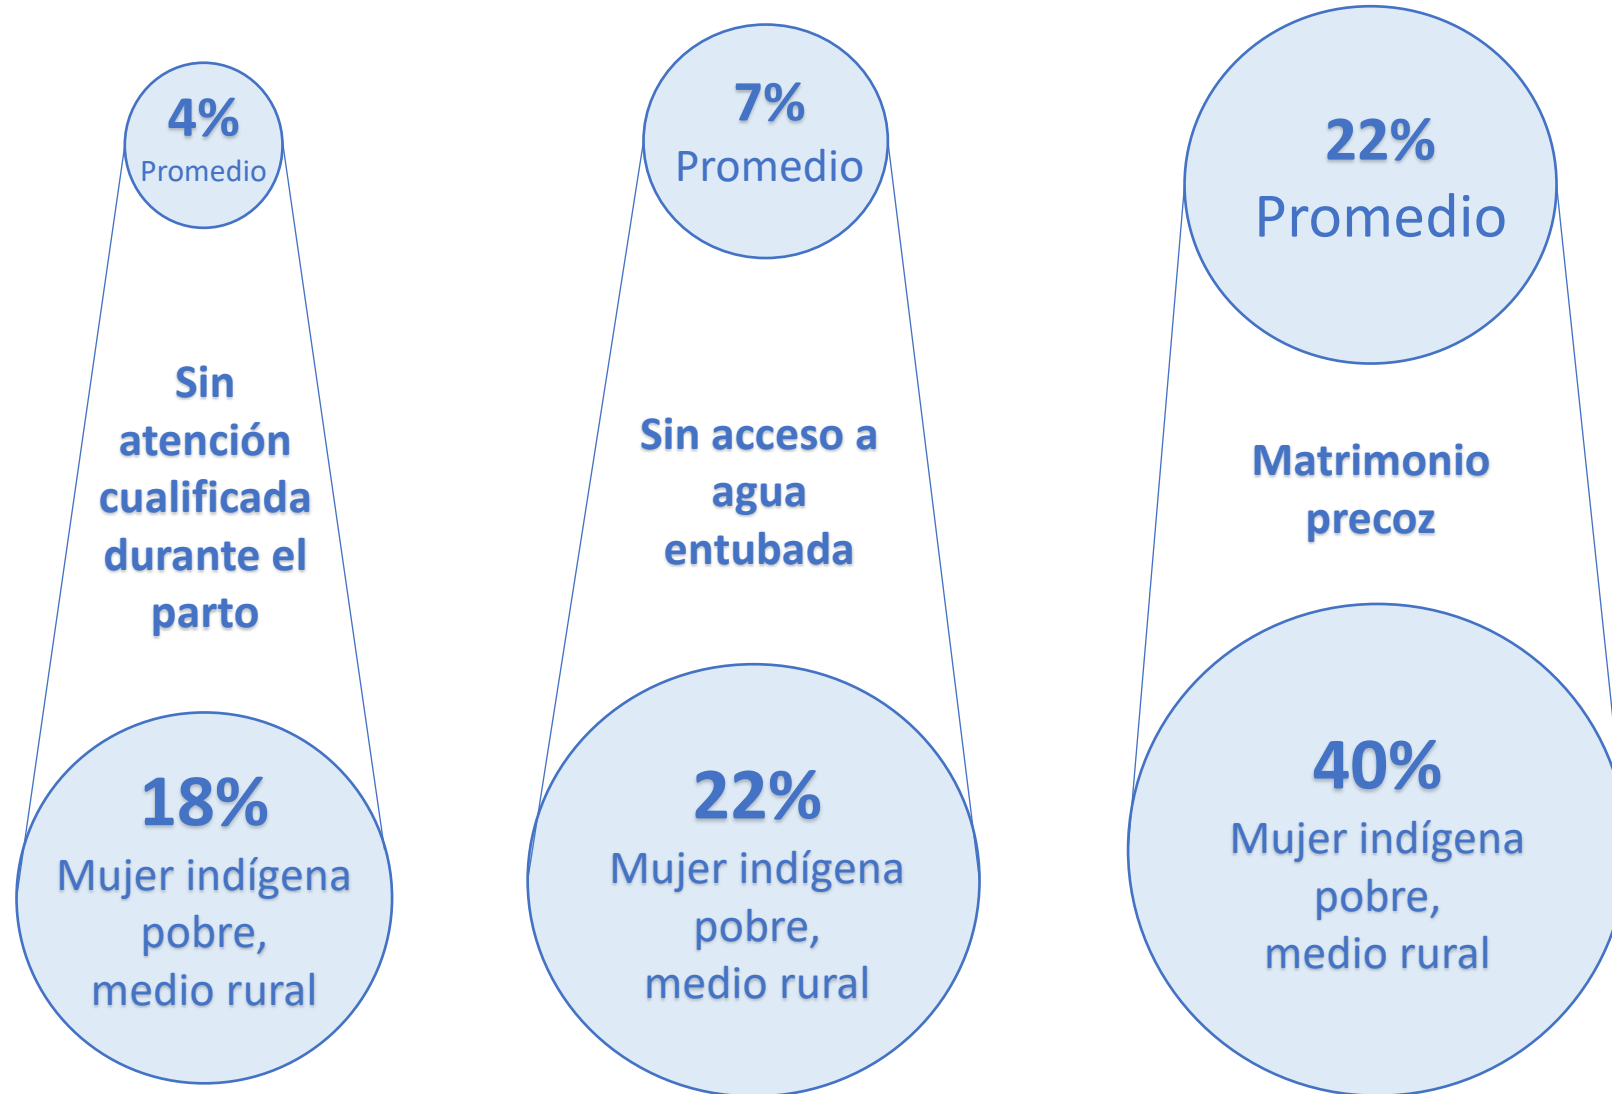 4%
Promedio
Sin
atención
cualificada
durante el
parto
18%
Mujer indígena
pobre,
medio rural
7%
Promedio
Sin acceso a
agua
entubada
22%
Mujer indígena
pobre,
medio rural
22%
Promedio
Matrimonio
precoz
40%
Mujer indígena
pobre,
medio rural